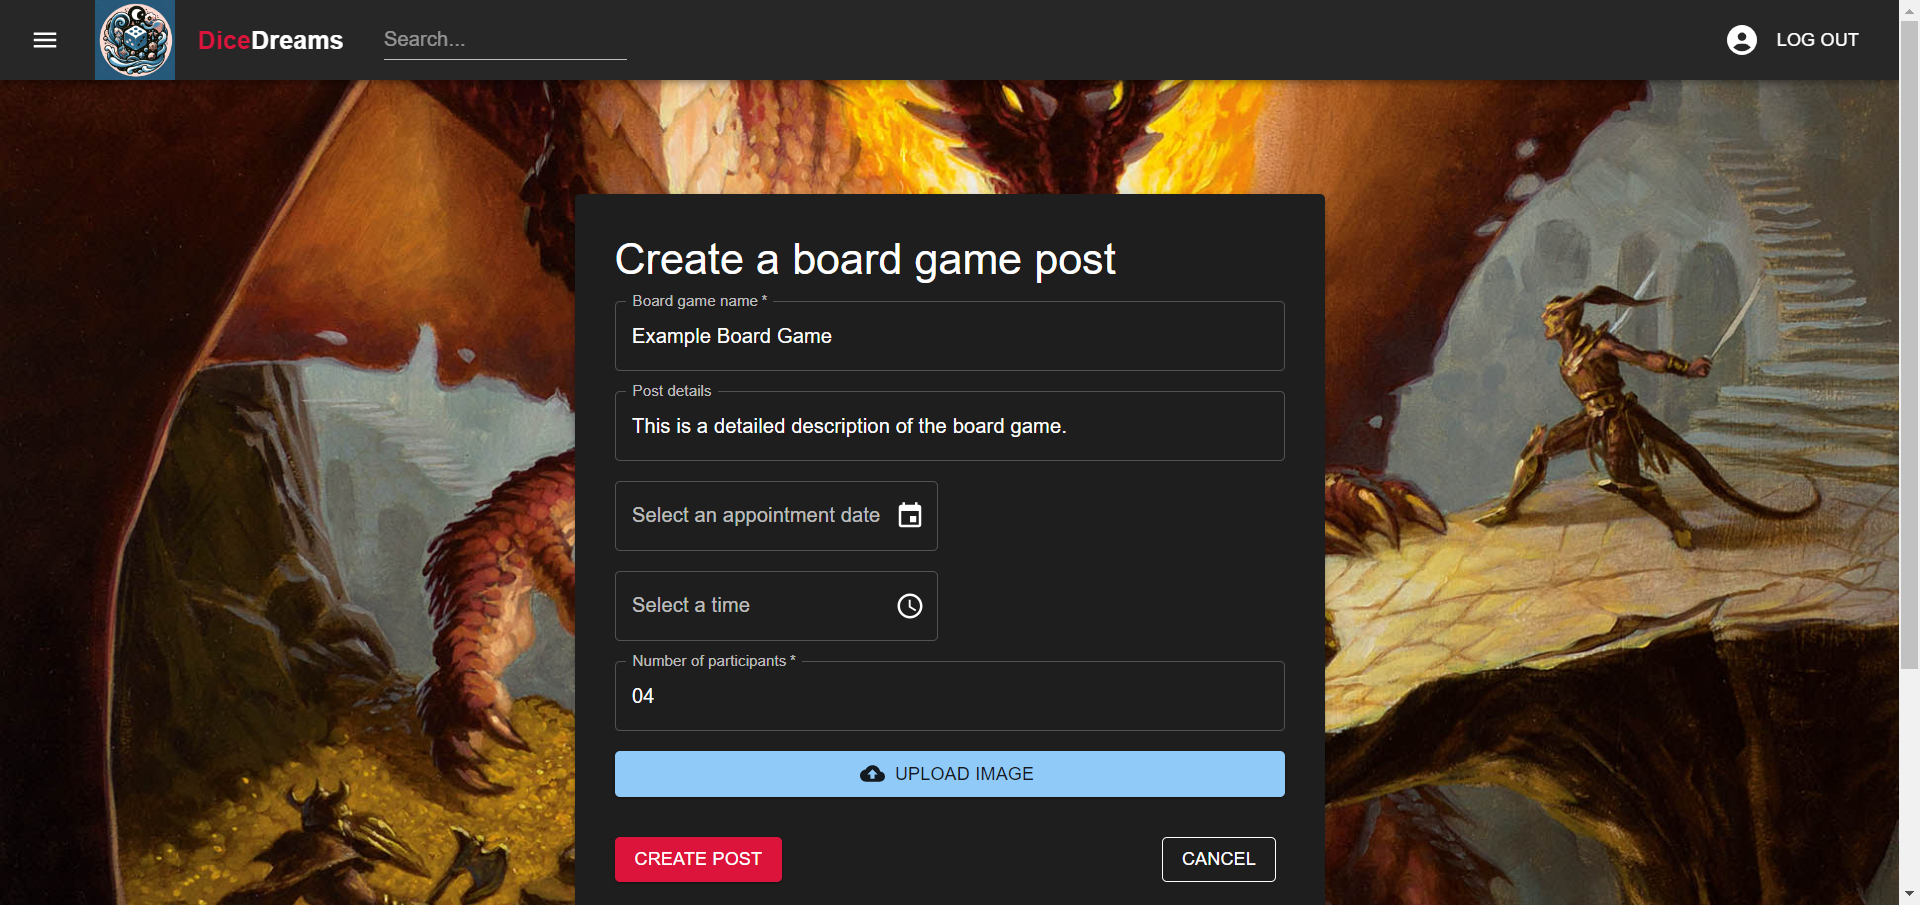 DiceDreams
Search...
LOG OUT
Create a board game post
Board game name *
Example Board Game
Post details
This is a detailed description of the board game.
Select an appointment date
Select a time
Number of participants *
04
UPLOAD IMAGE
CREATE POST
CANCEL